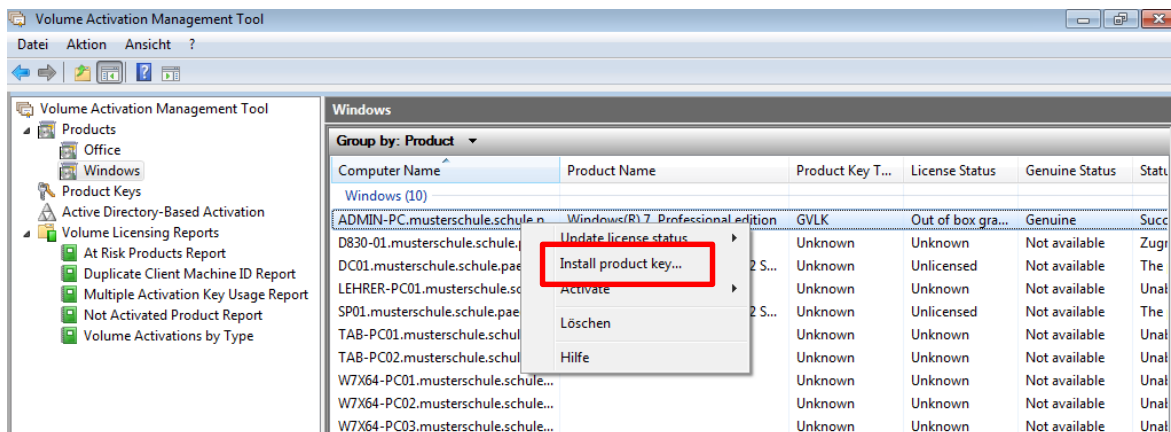 Volume Activation Management Tool
Datei Aktion Ansicht ?
Volume Activation Management Tool
Products
Office
Windows
Product Keys
Active Directory-Based Activation
Volume Licensing Reports
At Risk Products Report
Duplicate Client Machine ID Report
Multiple Activation Key Usage Report
Not Activated Product Report
Volume Activations by Type
Windows
Group by: Product
Computer Name Product Name Product Key T... License Status Genuine Status Statu
Windows (10)
ADMIN-PC.musterschule.schule.p Windows(R) 7, Professional edition GVLK Out of box gra... Genuine Succ
D830-01.musterschule.schule.p Unknown Unknown Not available Zugr
DC01.musterschule.schule.pae 2 S... Unknown Unlicensed Not available The
LEHRER-PC01.musterschule.sc Unknown Unknown Not available Unal
SP01.musterschule.schule.pae 2 S... Unknown Unlicensed Not available The
TAB-PC01.musterschule.schul Unknown Unknown Not available Unal
TAB-PC02.musterschule.schul Unknown Unknown Not available Unal
W7X64-PC01.musterschule.schule... Unknown Unknown Not available Unal
W7X64-PC02.musterschule.schule... Unknown Unknown Not available Unal
W7X64-PC03.musterschule.schule... Unknown Unknown Not available Unal
Update license status
Install product key...
Activate
Löschen
Hilfe